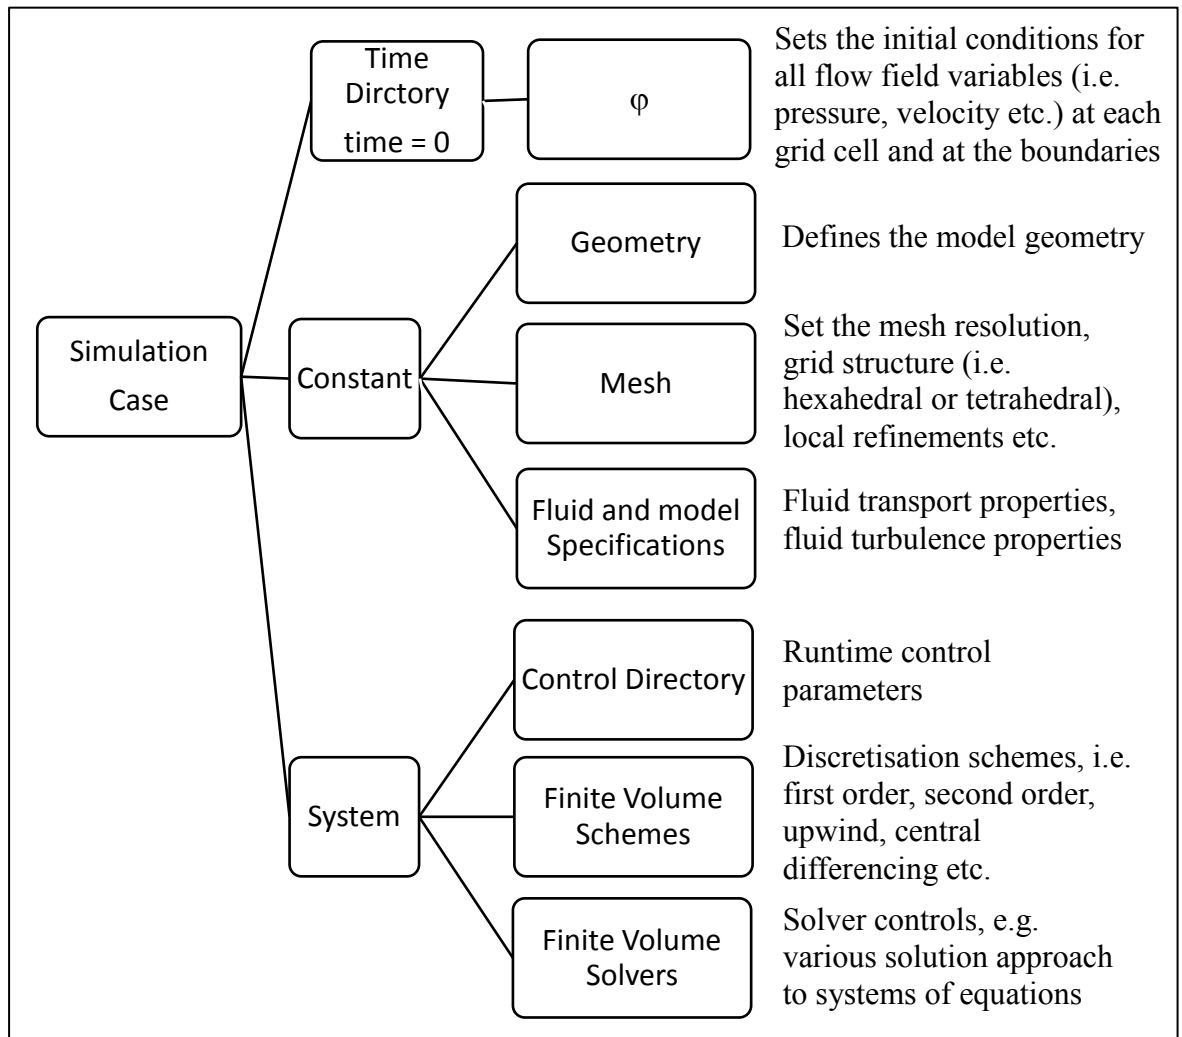 Time
Dirctory
time = 0
φ
Sets the initial conditions for
all flow field variables (i.e.
pressure, velocity etc.) at each
grid cell and at the boundaries
Geometry
Defines the model geometry
Simulation
Case
Constant
Mesh
Set the mesh resolution,
grid structure (i.e.
hexahedral or tetrahedral),
local refinements etc.
Fluid and model
Specifications
Fluid transport properties,
fluid turbulence properties
Control Directory
Runtime control
parameters
System
Finite Volume
Schemes
Discretisation schemes, i.e.
first order, second order,
upwind, central
differencing etc.
Finite Volume
Solvers
Solver controls, e.g.
various solution approach
to systems of equations